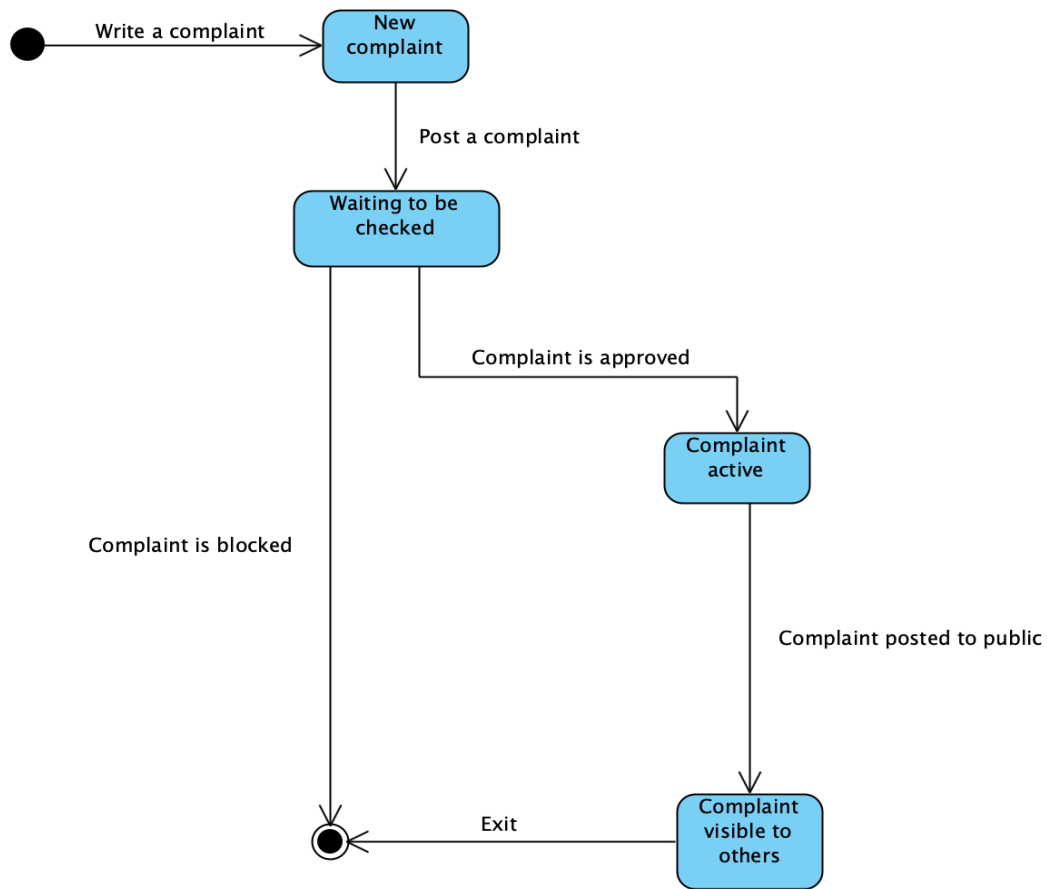 Write a complaint
New
complaint
Post a complaint
Waiting to be
checked
Complaint is approved
Complaint
active
Complaint is blocked
Complaint posted to public
Complaint
visible to
others
Exit